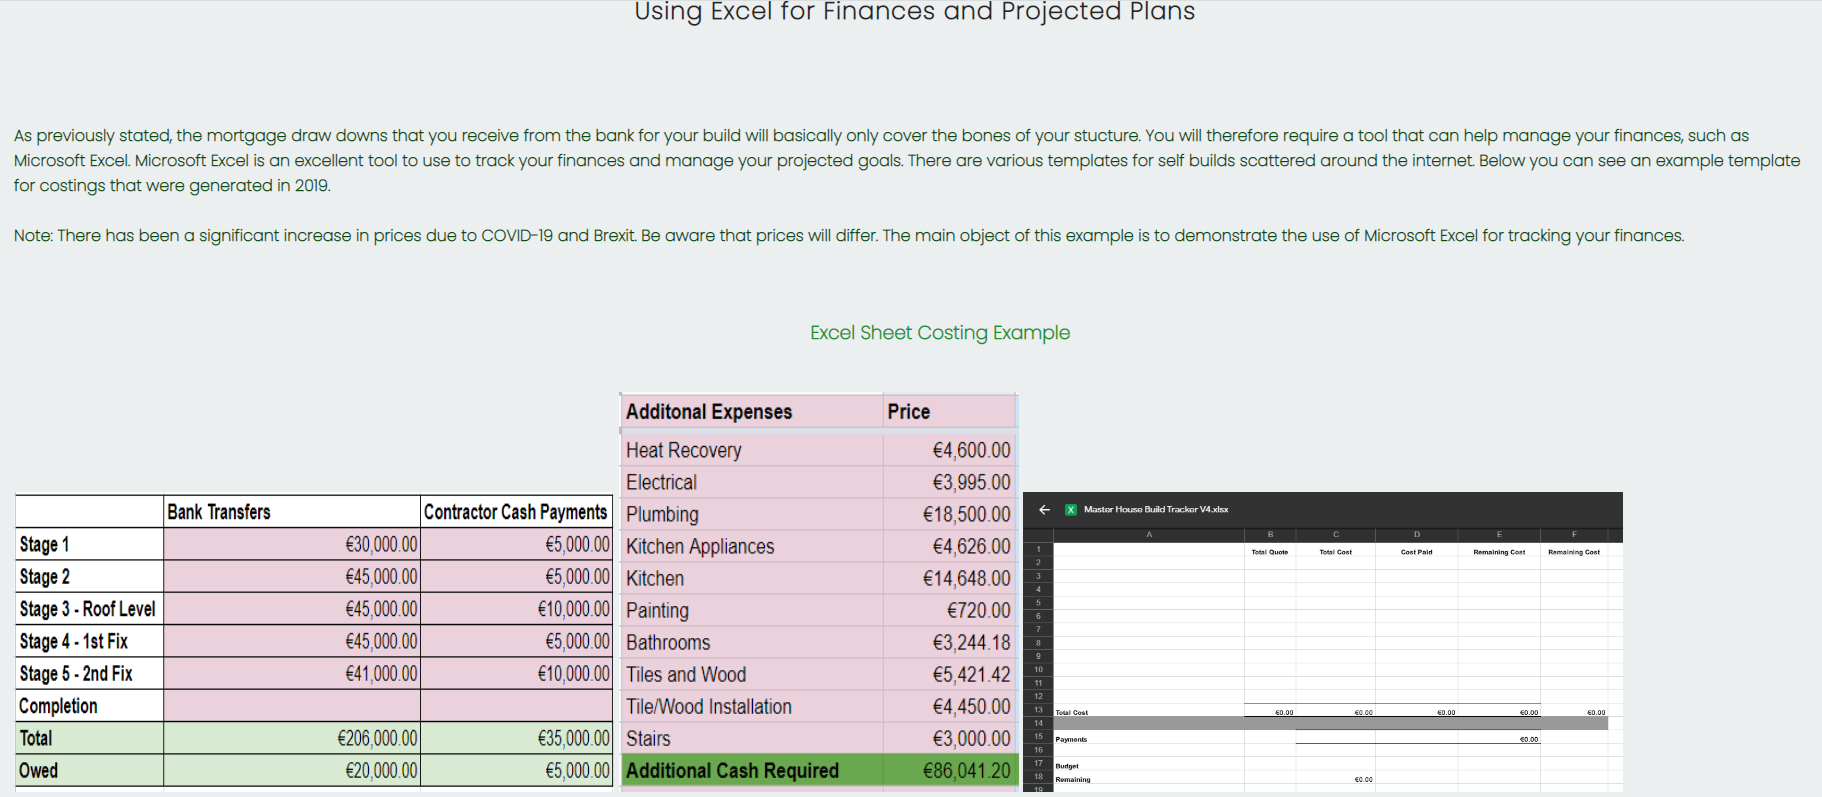 Using Excel for Finances and Projected Plans
As previously stated, the mortgage draw downs that you receive from the bank for your build will basically only cover the bones of your stucture. You will therefore require a tool that can help manage your finances, such as
Microsoft Excel. Microsoft Excel is an excellent tool to use to track your finances and manage your projected goals. There are various templates for self builds scattered around the internet. Below you can see an example template
for costings that were generated in 2019.
Note: There has been a significant increase in prices due to COVID-19 and Brexit. Be aware that prices will differ. The main object of this example is to demonstrate the use of Microsoft Excel for tracking your finances.
Excel Sheet Costing Example
Bank Transfers Contractor Cash Payments
Stage 1 €30,000.00 €5,000.00
Stage 2 €45,000.00 €5,000.00
Stage 3 - Roof Level €45,000.00 €10,000.00
Stage 4 - 1st Fix €45,000.00 €5,000.00
Stage 5 - 2nd Fix €41,000.00 €10,000.00
Completion
Total €206,000.00 €35,000.00
Owed €20,000.00 €5,000.00
Additonal Expenses Price
Heat Recovery €4,600.00
Electrical €3,995.00
Plumbing €18,500.00
Kitchen Appliances €4,626.00
Kitchen €14,648.00
Painting €720.00
Bathrooms €3,244.18
Tiles and Wood €5,421.42
Tile/Wood Installation €4,450.00
Stairs €3,000.00
Additional Cash Required €86,041.20
X Master House Build Tracker V4.xlsx
A B C D E F
1 Total Quote Total Cost Cost Paid Remaining Cost Remaining Cost
2
3
4
5
6
7
8
9
10
11
12
13 Total Cost €0.00 €0.00 €0.00 €0.00 €0.00
14
15 Payments €0.00
16
17 Budget
18 Remaining €0.00
19